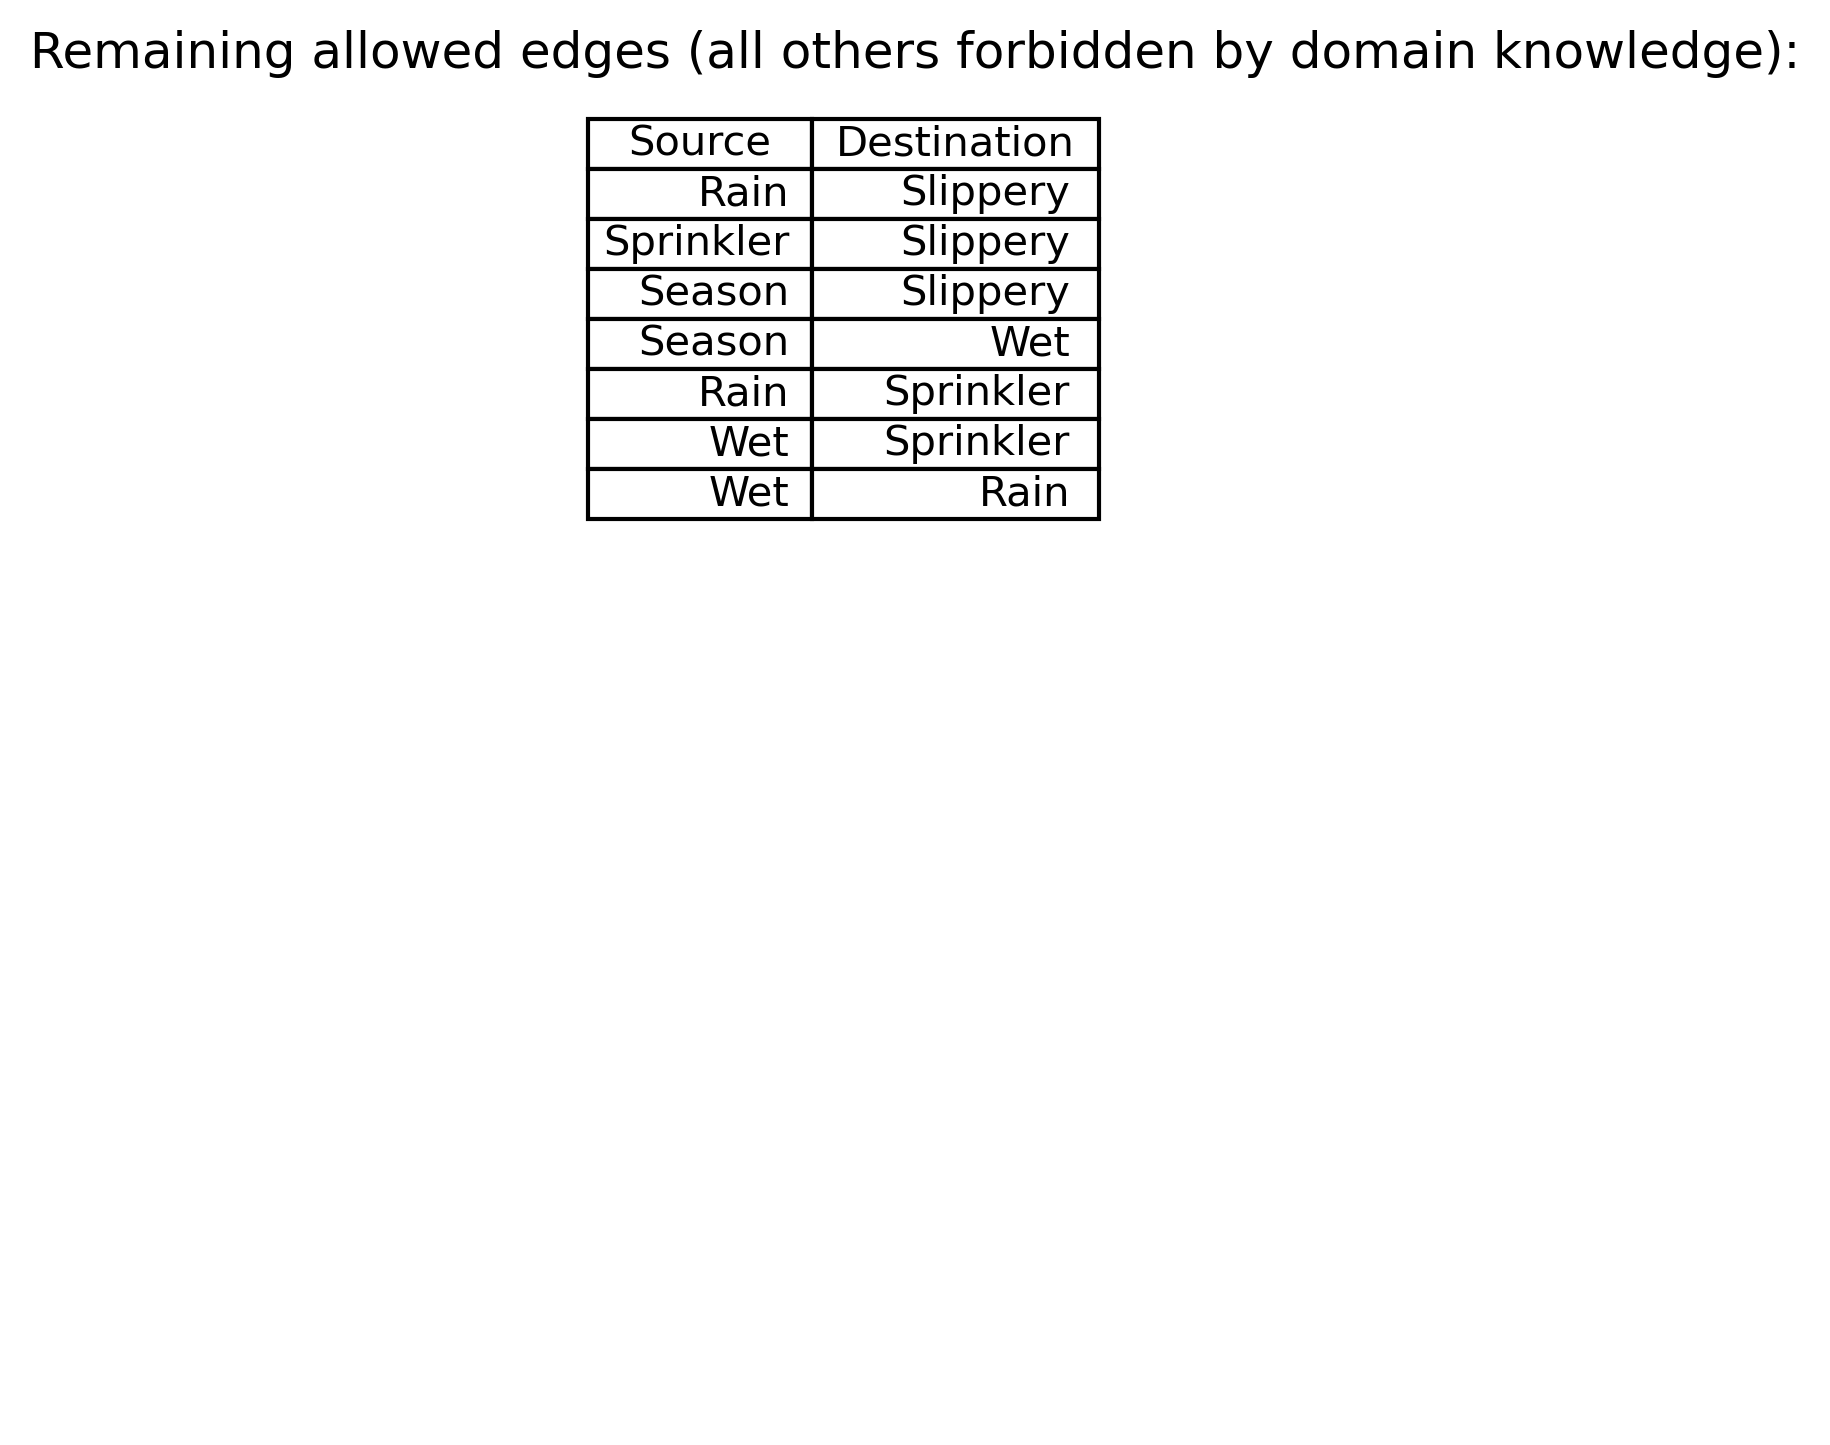 Remaining allowed edges (all others forbidden by domain knowledge):
Source Destination
Rain Slippery
Sprinkler Slippery
Season Slippery
Season Wet
Rain Sprinkler
Wet Sprinkler
Wet Rain